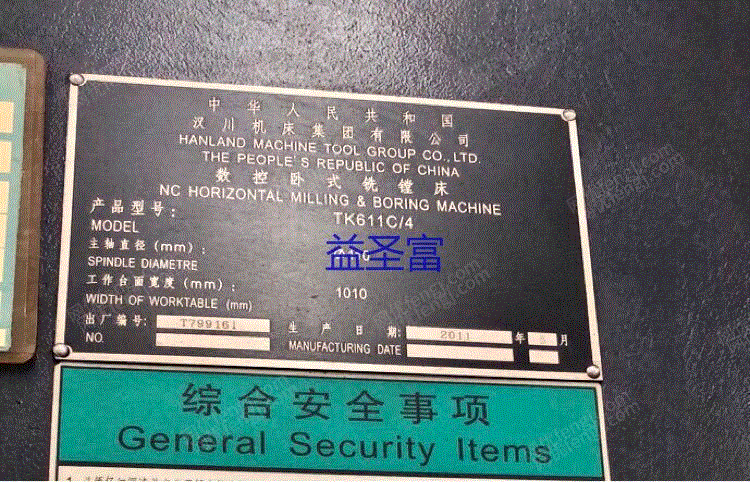 中华人民共和国
汉川机床集团有限公司
HANLAND MACHINE TOOL GROUP CO., LTD.
THE PEOPLE'S REPUBLIC OF CHINA
数控卧式铣镗床
NC HORIZONTAL MILLING & BORING MACHINE
产品型号: TK611C/4
MODEL
主轴直径(mm):
SPINDLE DIAMETRE
益圣富
工作台面宽度(mm): 1010
WIDTH OF WORKTABLE (mm)
出厂编号: T799161 生产日期: 2011 年 月
NO. MANUFACTURING DATE
综合安全事项
General Security Items